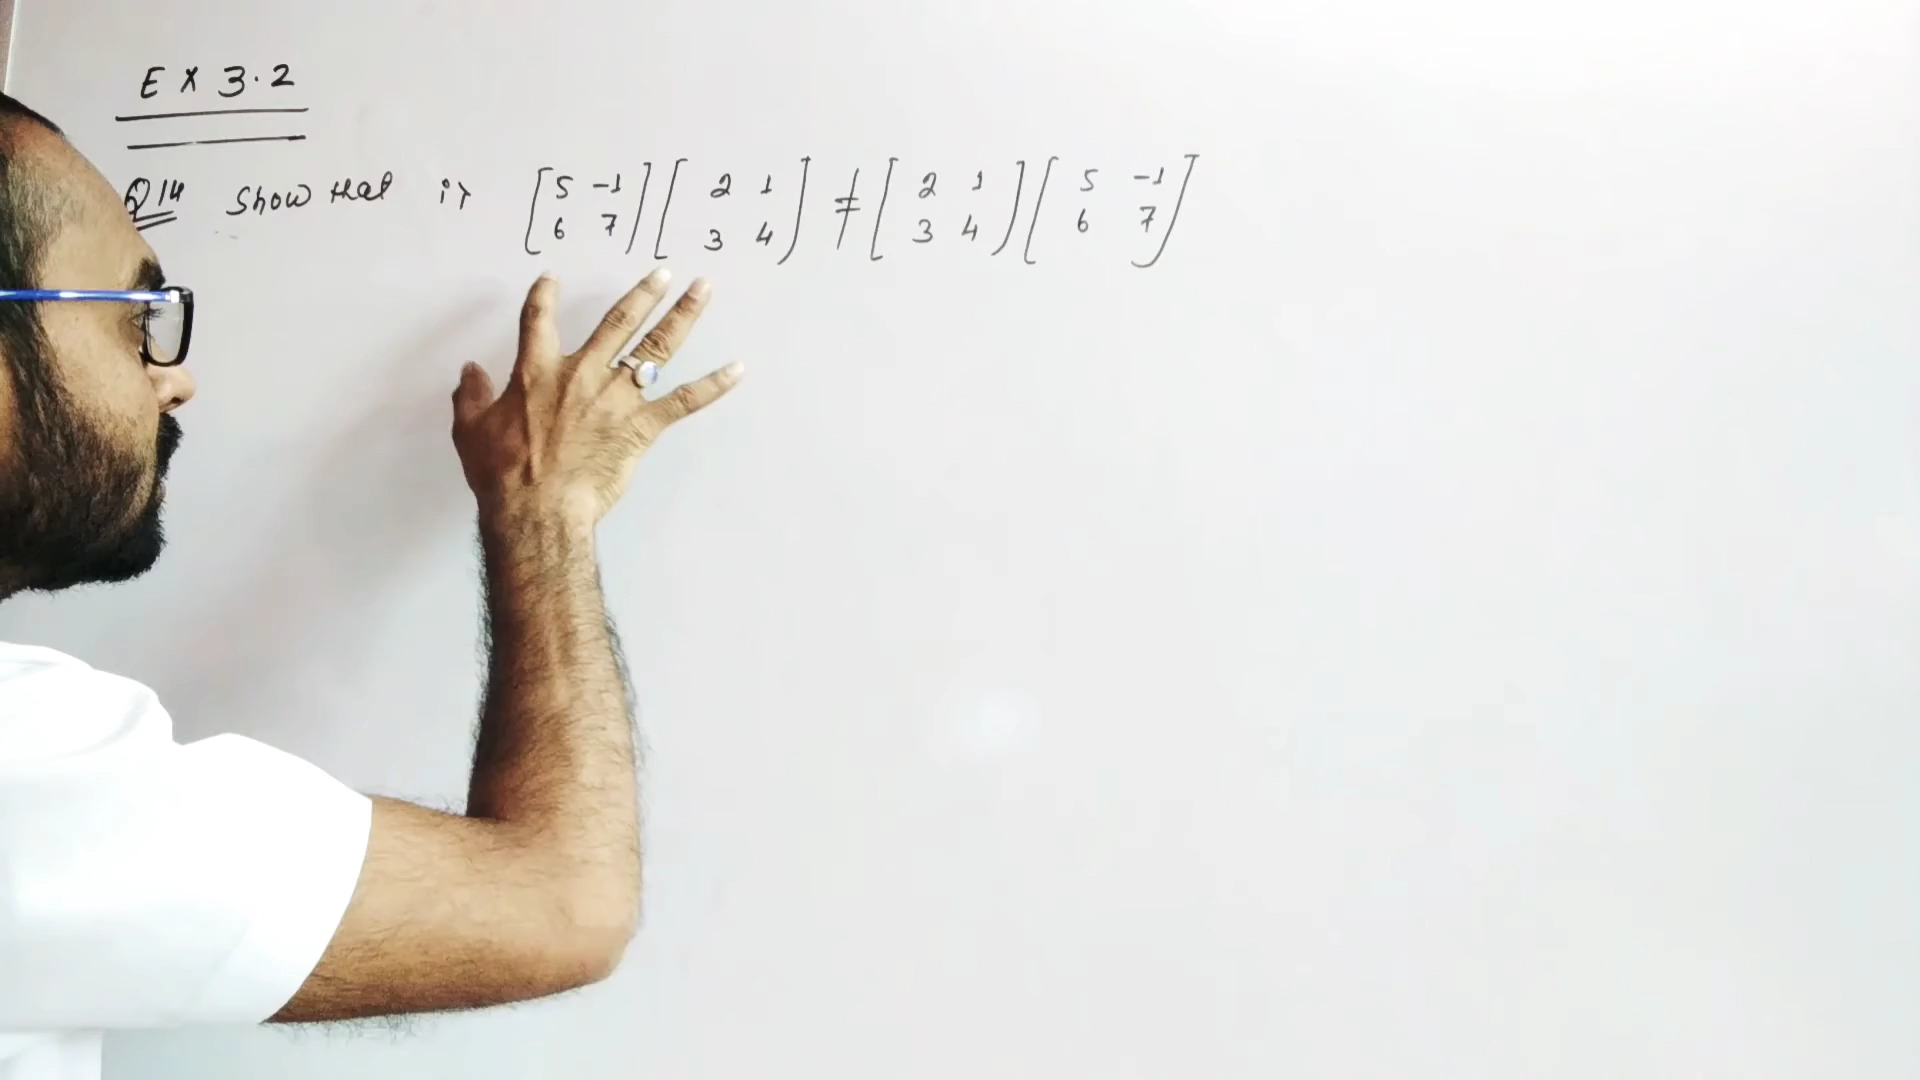 Ex 3.2
Q14 Show that i) [5 -1 6 7] [2 1 3 4] ≠ [2 1 3 4] [5 -1 6 7]